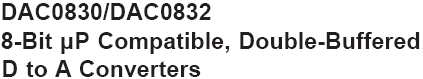 DAC0830/DAC0832
8-Bit µP Compatible, Double-Buffered
D to A Converters